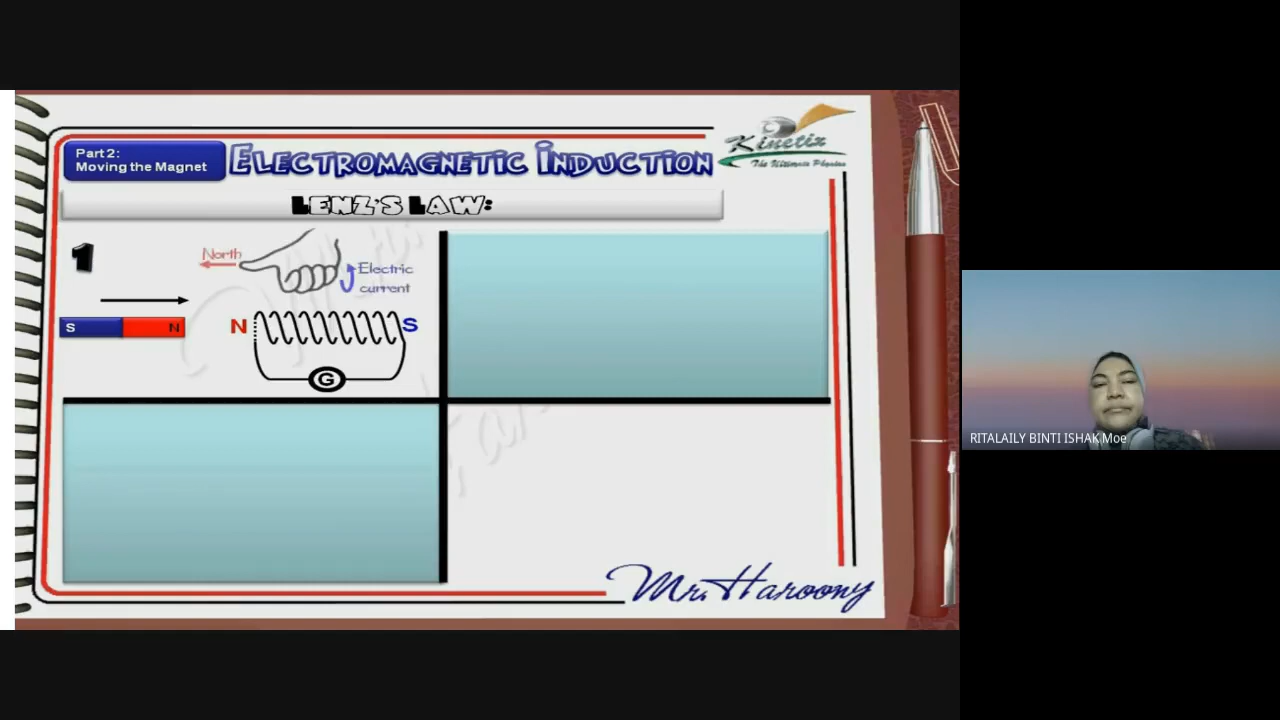 Part 2:
Moving the Magnet
ELECTROMAGNETIC INDUCTION
Kinetix
The Ultimate Physics
LENZ'S LAW:
1
North
Electric
current
S N
N S
G
Mr.Haroony
RITALAILY BINTI ISHAK Moe